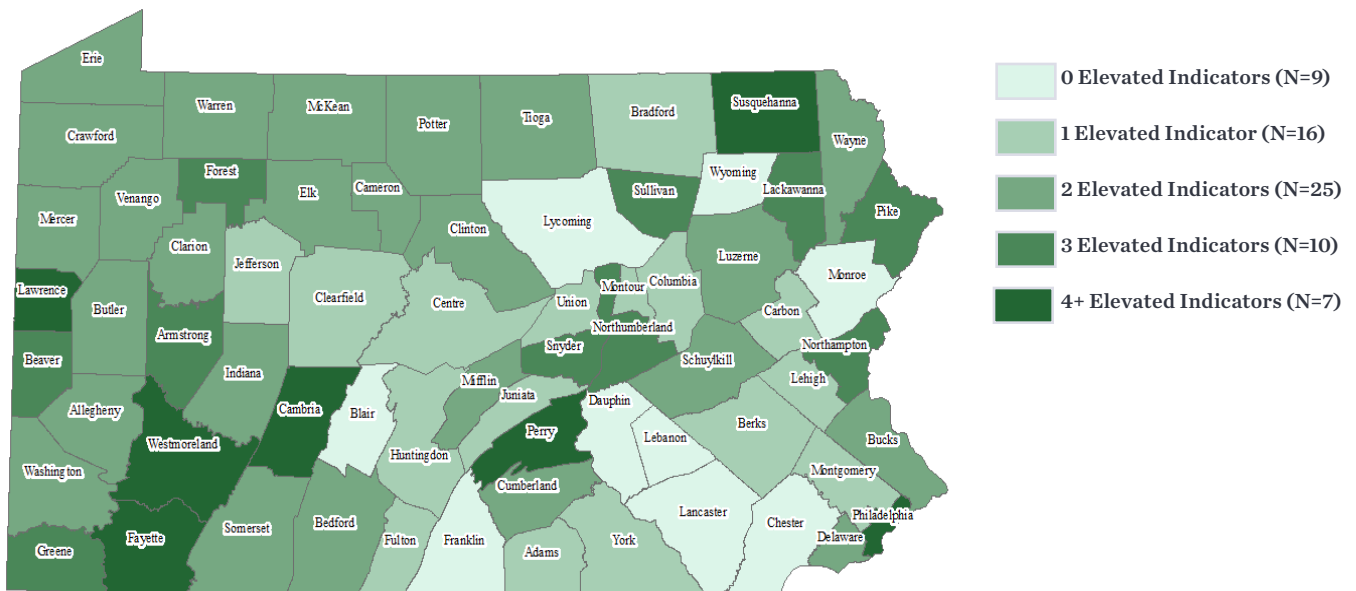 Erie
Warren
McKean
Potter
Tioga
Bradford
Susquehanna
Wayne
Crawford
Forest
Elk
Cameron
Sullivan
Wyoming
Lackawanna
Pike
Mercer
Venango
Clinton
Lycoming
Clarion
Jefferson
Luzerne
Monroe
Lawrence
Butler
Clearfield
Centre
Union
Montour
Columbia
Carbon
Armstrong
Northumberland
Northampton
Beaver
Indiana
Snyder
Schuylkill
Lehigh
Allegheny
Cambria
Blair
Mifflin
Juniata
Dauphin
Berks
Bucks
Westmoreland
Huntingdon
Perry
Lebanon
Washington
Montgomery
Cumberland
Lancaster
Chester
Philadelphia
Greene
Fayette
Somerset
Bedford
Fulton
Franklin
Adams
York
Delaware
0 Elevated Indicators (N=9)
1 Elevated Indicator (N=16)
2 Elevated Indicators (N=25)
3 Elevated Indicators (N=10)
4+ Elevated Indicators (N=7)